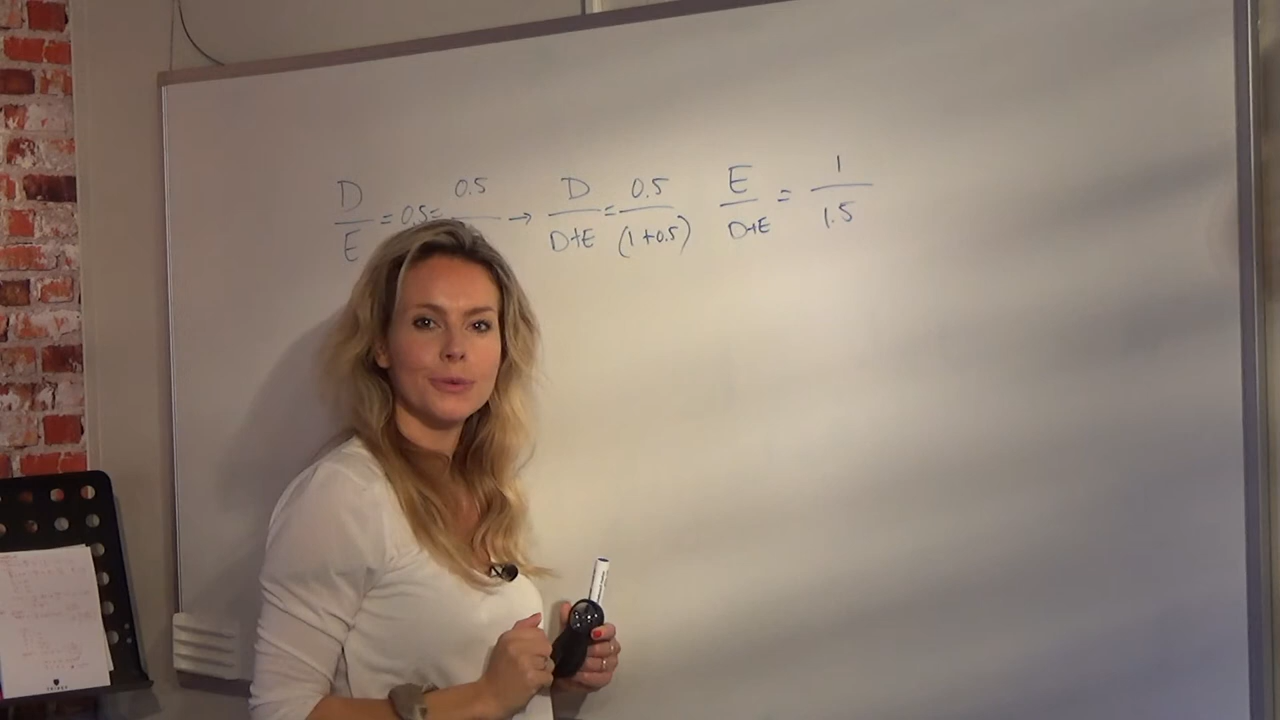 D/E = 0.5 = 0.5/ → D/D+E = 0.5/(1+0.5) E/D+E = 1/1.5